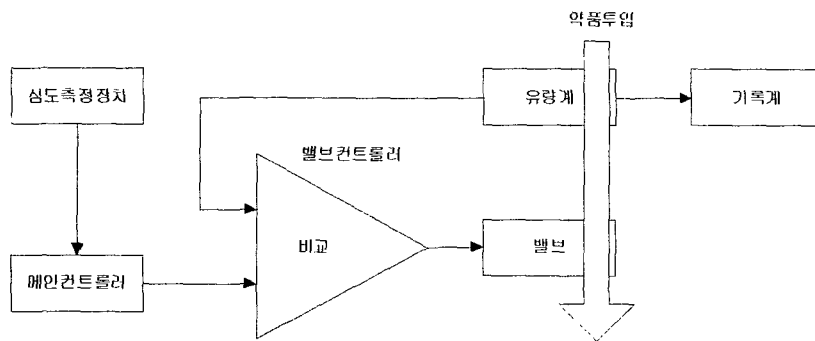 약품투입
심도측정장치
유량계
기록계
밸브컨트롤러
비교
밸브
메인컨트롤러